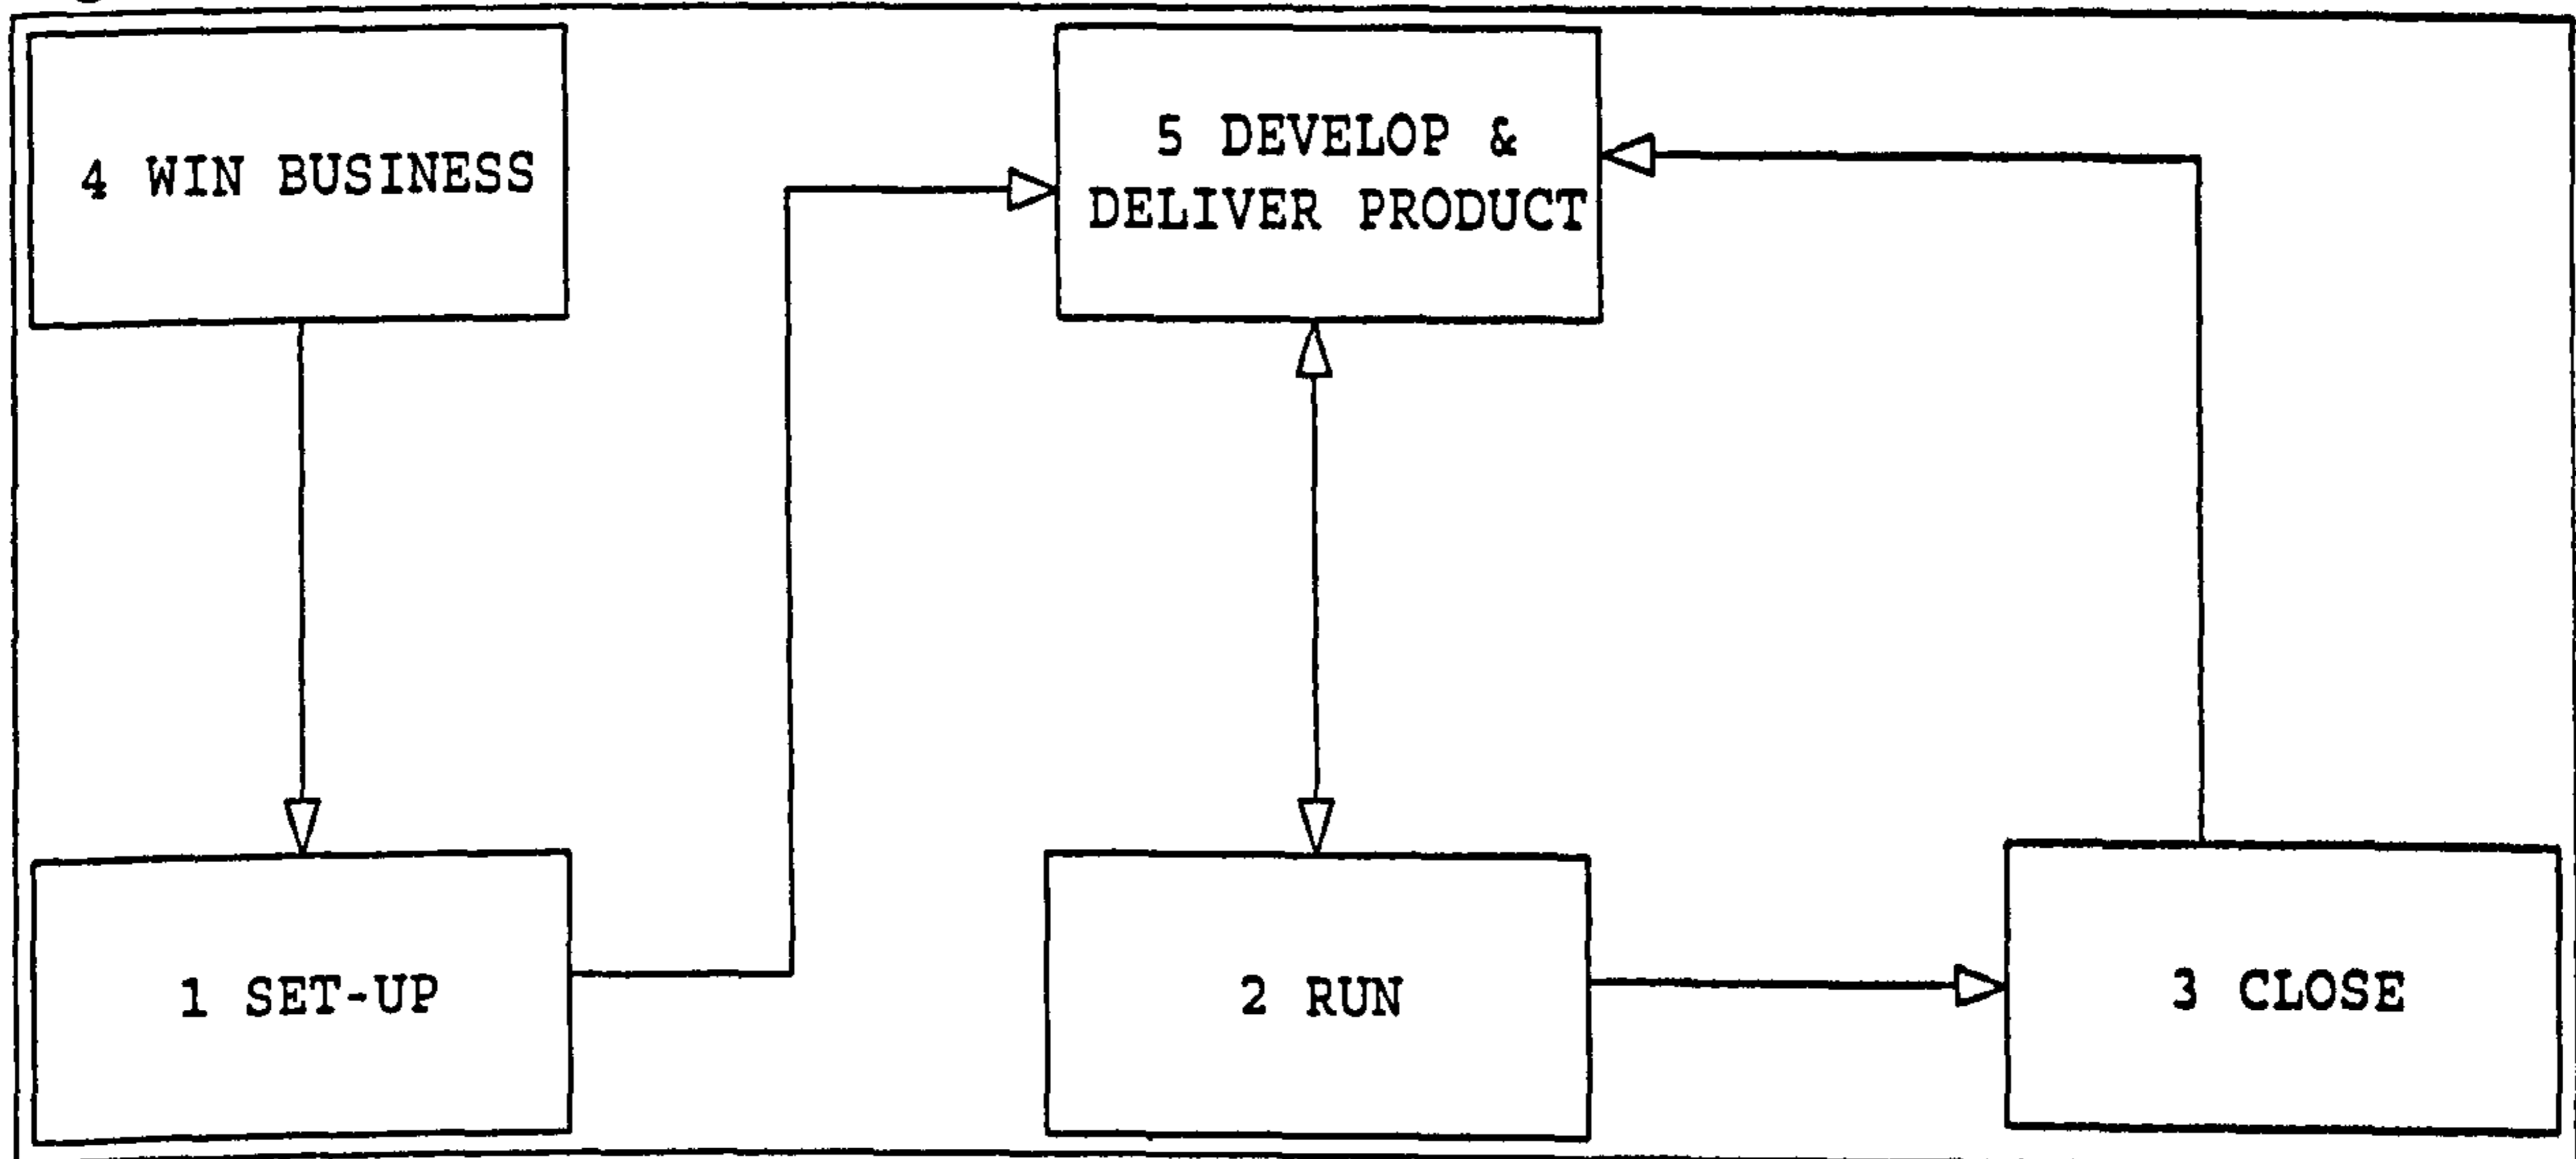 4 WIN BUSINESS
5 DEVELOP &
DELIVER PRODUCT
1 SET-UP
2 RUN
3 CLOSE